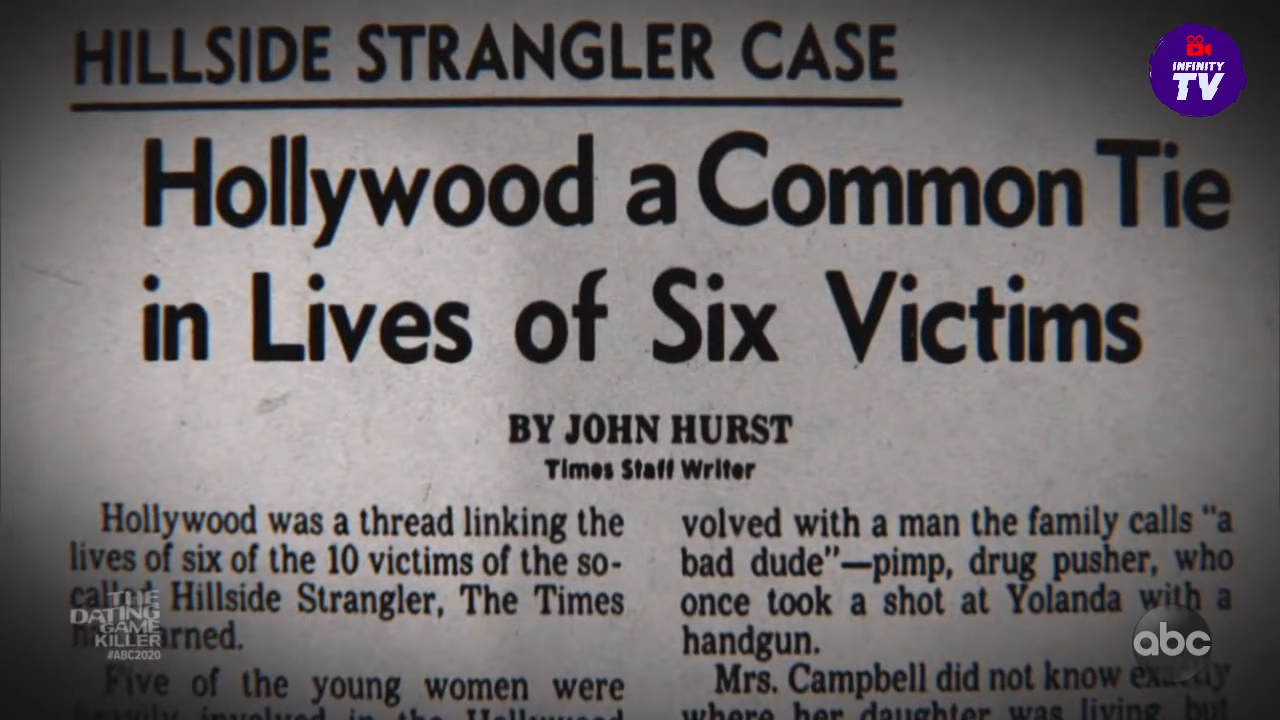 HILLSIDE STRANGLER CASE
INFINITY
TV
Hollywood a Common Tie
in Lives of Six Victims
BY JOHN HURST
Times Staff Writer
Hollywood was a thread linking the
lives of six of the 10 victims of the so-
called Hillside Strangler, The Times
THE
DATING
GAME
KILLER
#ABC2020
Five of the young women were
volved with a man the family calls "a
bad dude"—pimp, drug pusher, who
once took a shot at Yolanda with a
handgun.
Mrs. Campbell did not know exactly
where her daughter was living, but
abc